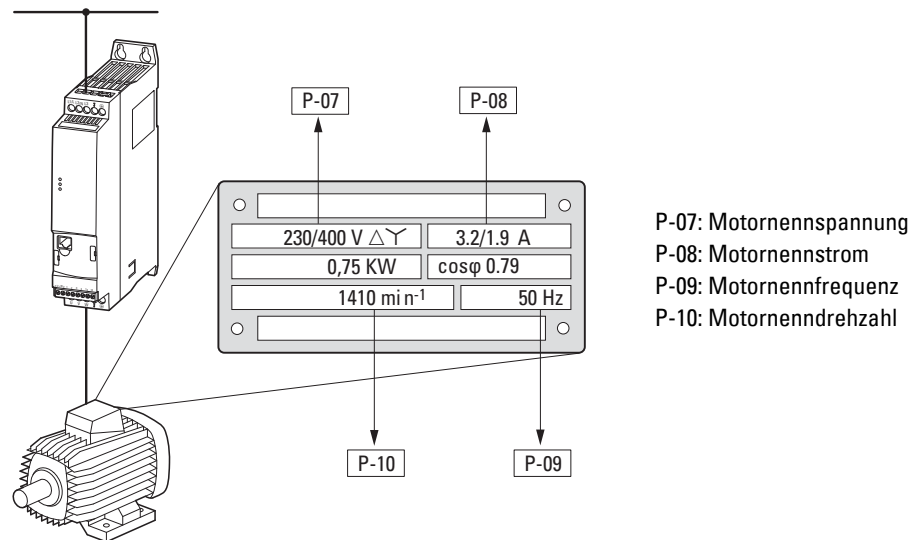 P-07
P-08
230/400 V △Y
3.2/1.9 A
0,75 KW
cosφ 0.79
1410 min-1
50 Hz
P-10
P-09
P-07: Motornennspannung
P-08: Motornennstrom
P-09: Motornennfrequenz
P-10: Motornenndrehzahl